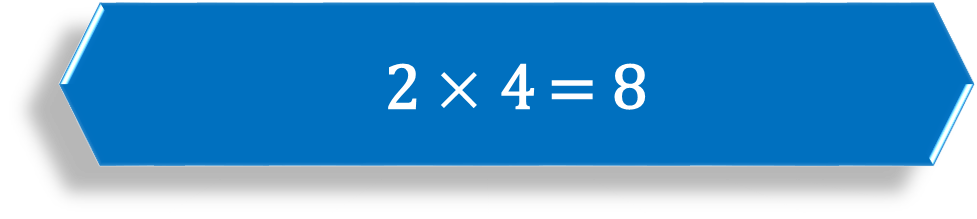 2 × 4 = 8